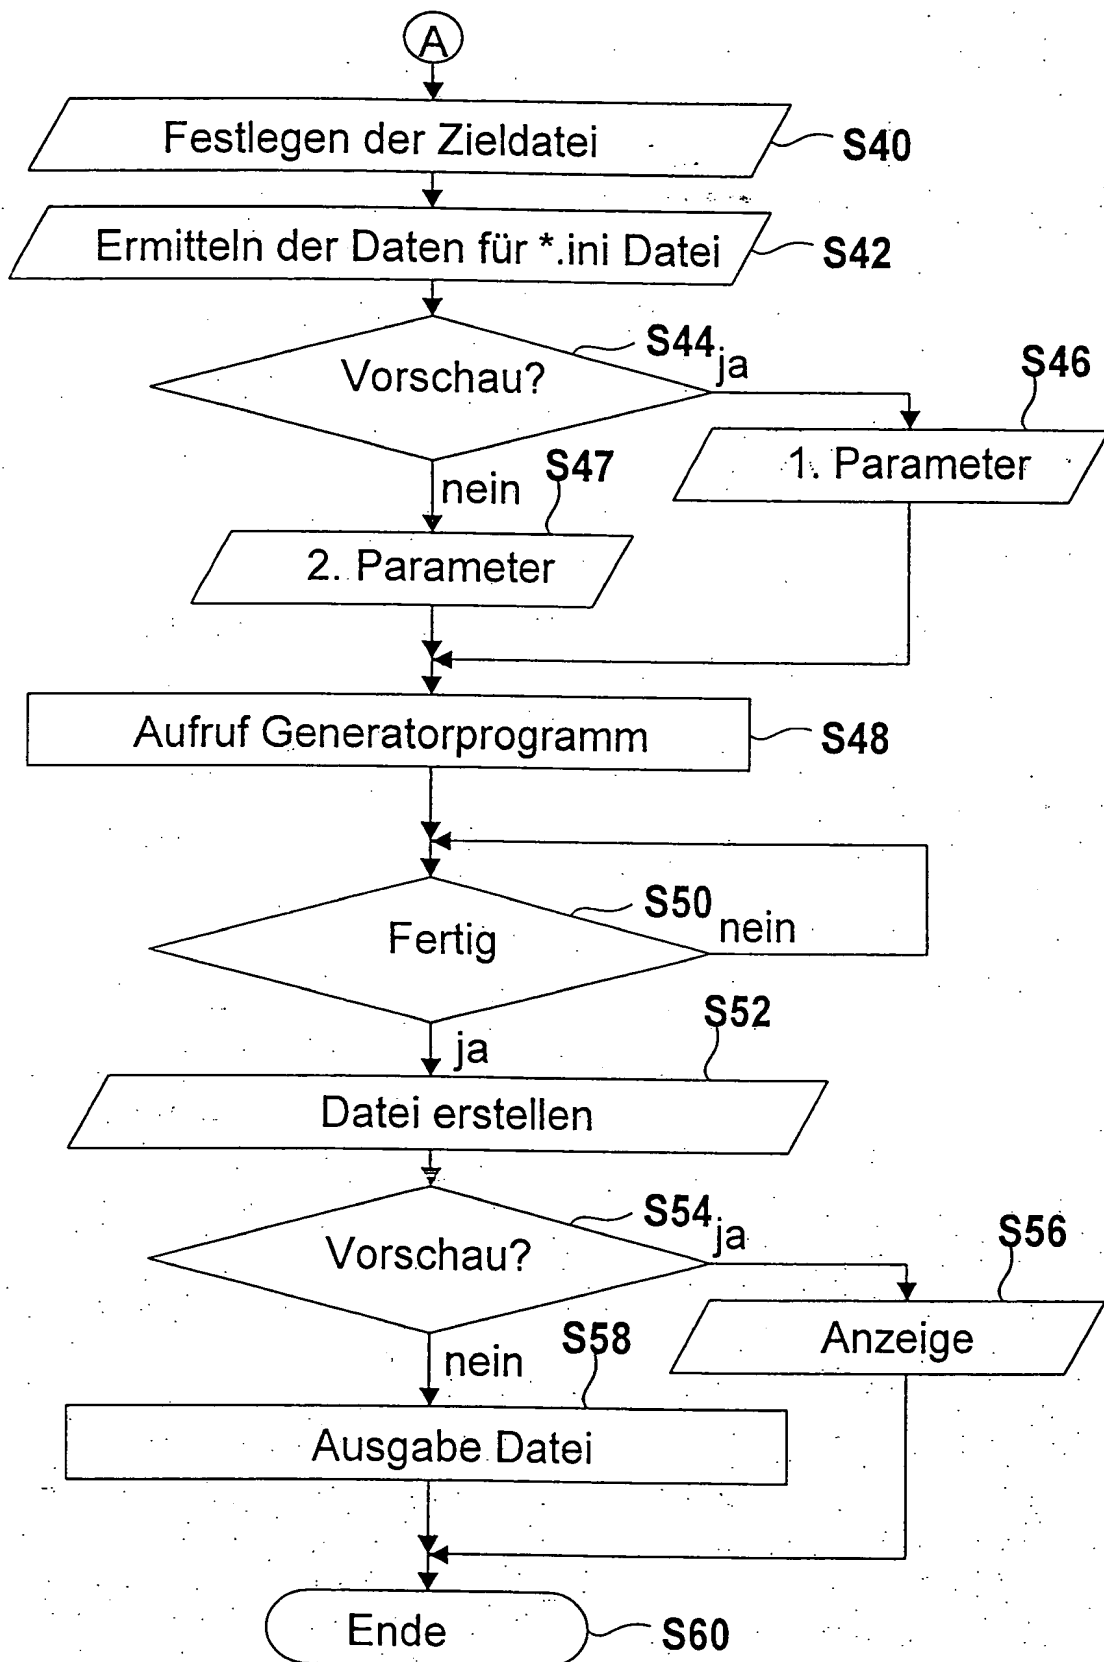 A
Festlegen der Zieldatei
S40
Ermitteln der Daten für *.ini Datei
S42
S44
Vorschau?
ja
S46
1. Parameter
nein
S47
2. Parameter
Aufruf Generatorprogramm
S48
S50
Fertig
nein
ja
S52
Datei erstellen
S54
Vorschau?
ja
S56
Anzeige
nein
S58
Ausgabe Datei
Ende
S60